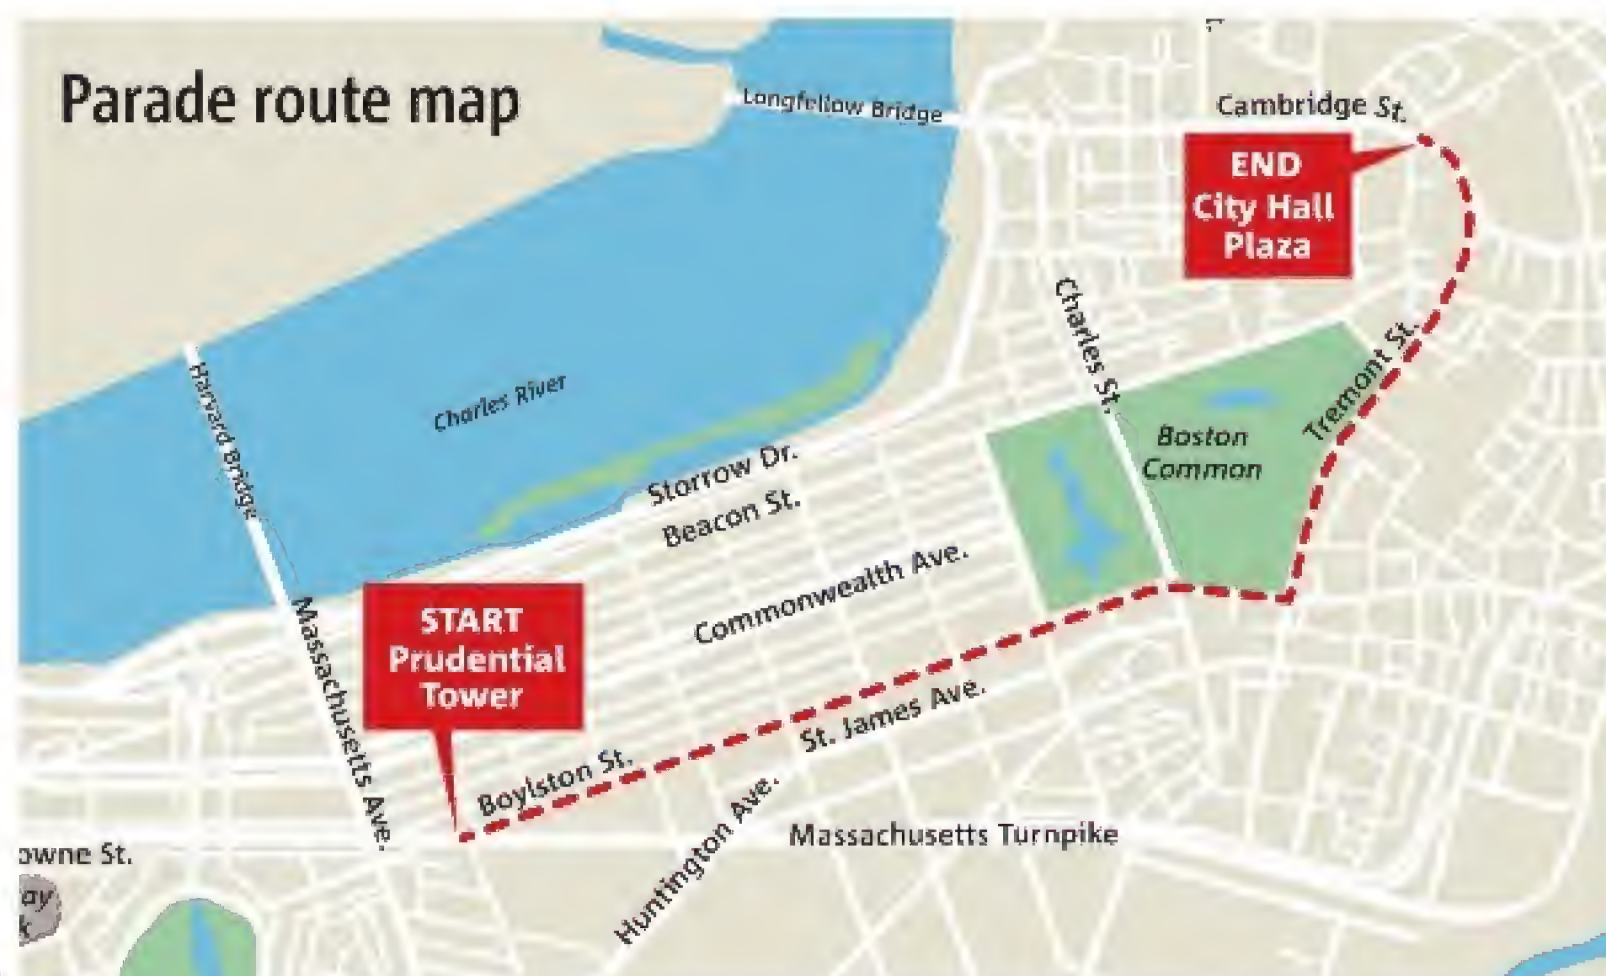 Parade route map
Longfellow Bridge
Cambridge St.
END
City Hall
Plaza
Charles St.
Tremont St.
Harvard Bridge
Charles River
Boston
Common
Storrow Dr.
Beacon St.
Commonwealth Ave.
START
Prudential
Tower
Massachusetts Ave.
St. James Ave.
Boylston St.
Huntington Ave.
Massachusetts Turnpike
owne St.
ay
k